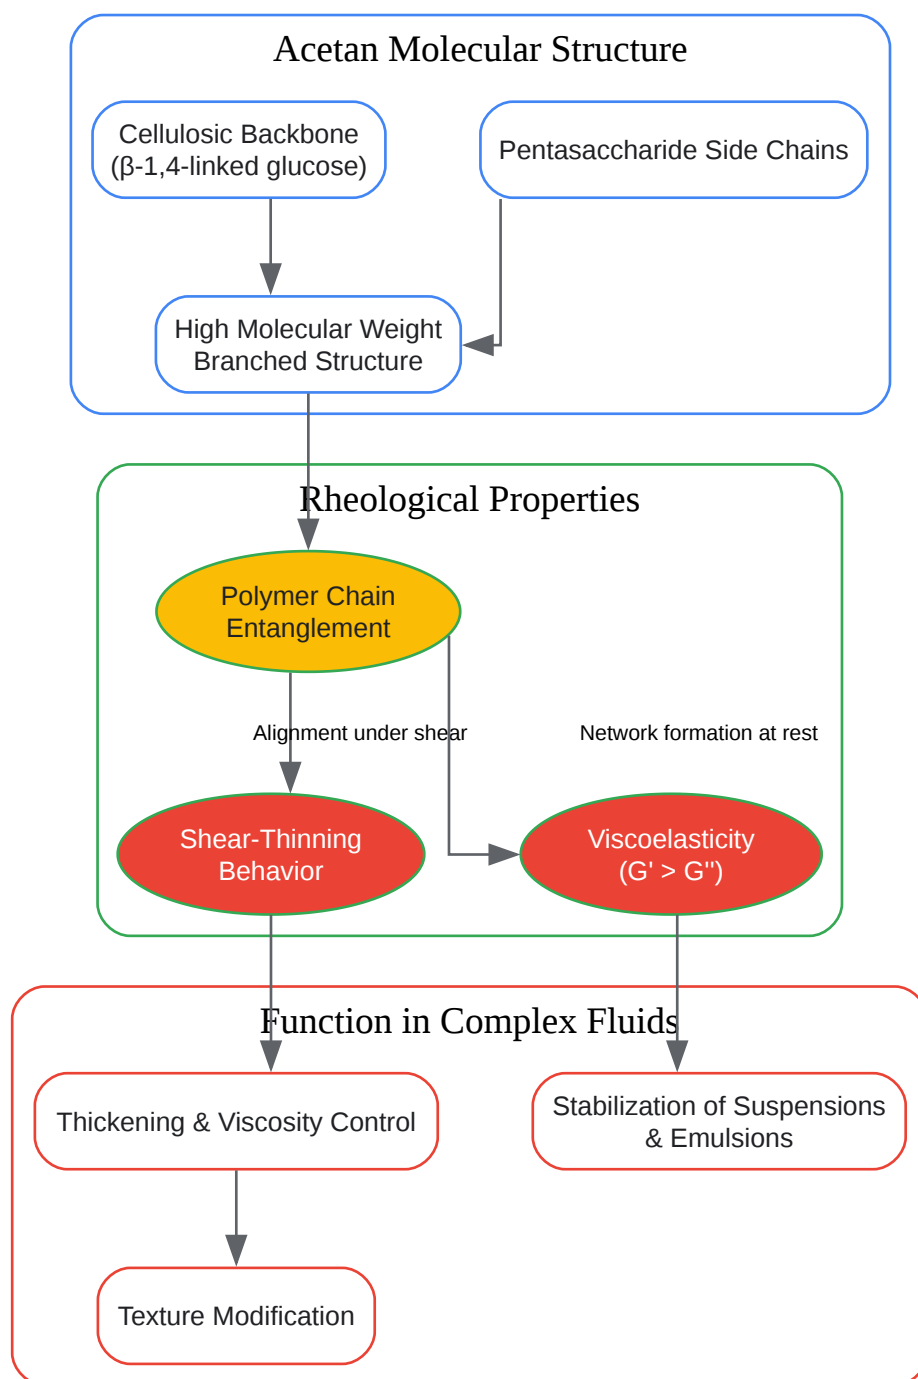 Acetan Molecular Structure
Cellulosic Backbone
(β-1,4-linked glucose)
Pentasaccharide Side Chains
High Molecular Weight
Branched Structure
Rheological Properties
Polymer Chain
Entanglement
Alignment under shear
Network formation at rest
Shear-Thinning
Behavior
Viscoelasticity
(G' > G'')
Function in Complex Fluids
Thickening & Viscosity Control
Stabilization of Suspensions
& Emulsions
Texture Modification